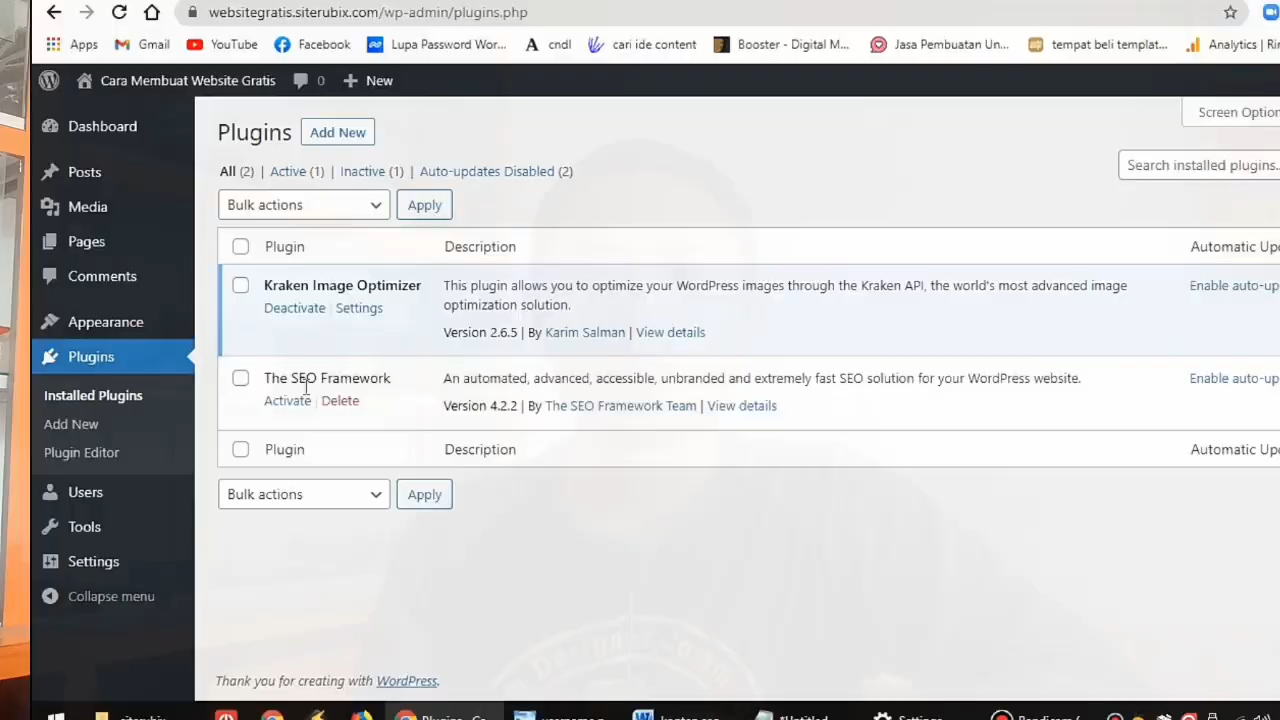 websitegratis.siterubix.com/wp-admin/plugins.php
Apps Gmail YouTube Facebook Lupa Password Wor... cndl cari ide content Booster - Digital M... Jasa Pembuatan Un... tempat beli templat... Analytics | Rin
Cara Membuat Website Gratis 0 New
Screen Optio
Dashboard
Posts
Media
Pages
Comments
Appearance
Plugins
Installed Plugins
Add New
Plugin Editor
Users
Tools
Settings
Collapse menu
Plugins Add New
All (2) | Active (1) | Inactive (1) | Auto-updates Disabled (2)
Search installed plugins..
Bulk actions Apply
Plugin Description Automatic Up
Kraken Image Optimizer This plugin allows you to optimize your WordPress images through the Kraken API, the world's most advanced image Enable auto-up
optimization solution.
Deactivate | Settings
Version 2.6.5 | By Karim Salman | View details
The SEO Framework An automated, advanced, accessible, unbranded and extremely fast SEO solution for your WordPress website. Enable auto-up
Activate | Delete Version 4.2.2 | By The SEO Framework Team | View details
Plugin Description Automatic Up
Bulk actions Apply
Thank you for creating with WordPress.
siterubix Plugins Settings